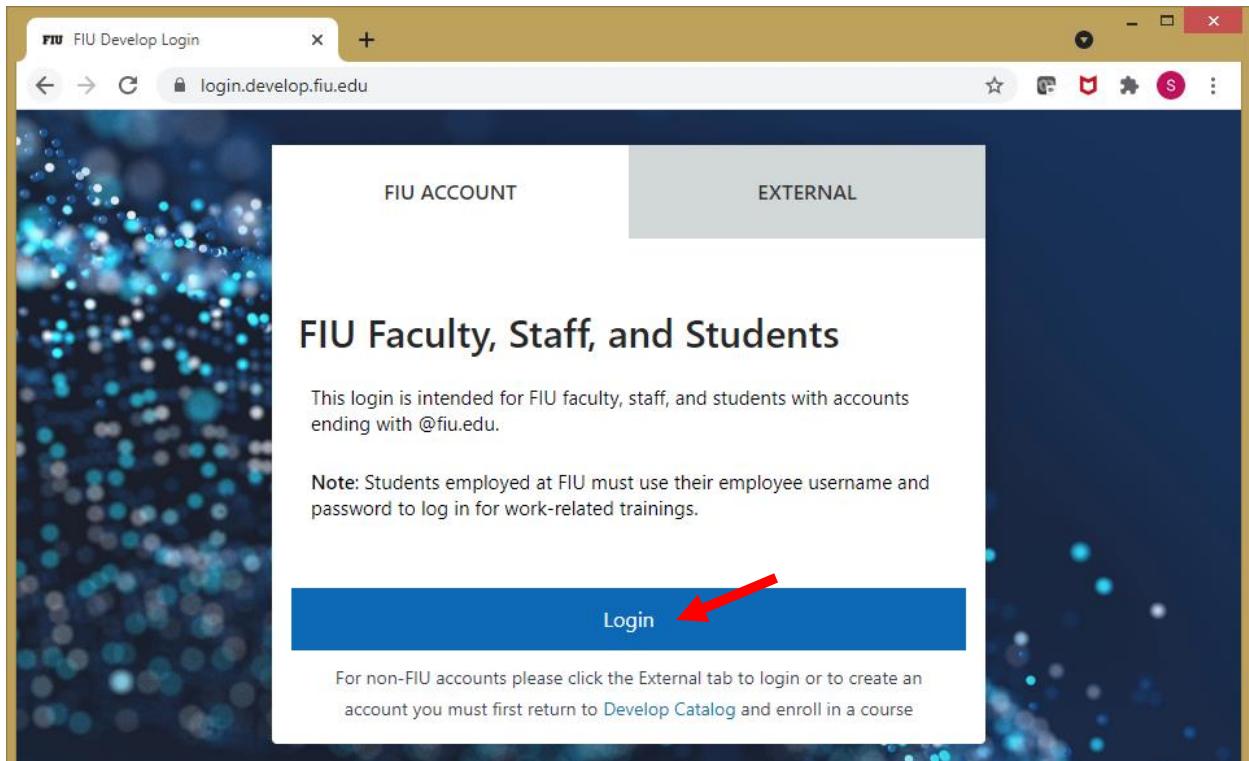 FIU FIU Develop Login
login.develop.fiu.edu
S
FIU ACCOUNT
EXTERNAL
FIU Faculty, Staff, and Students
This login is intended for FIU faculty, staff, and students with accounts
ending with @fiu.edu.
Note: Students employed at FIU must use their employee username and
password to log in for work-related trainings.
Login
For non-FIU accounts please click the External tab to login or to create an
account you must first return to Develop Catalog and enroll in a course